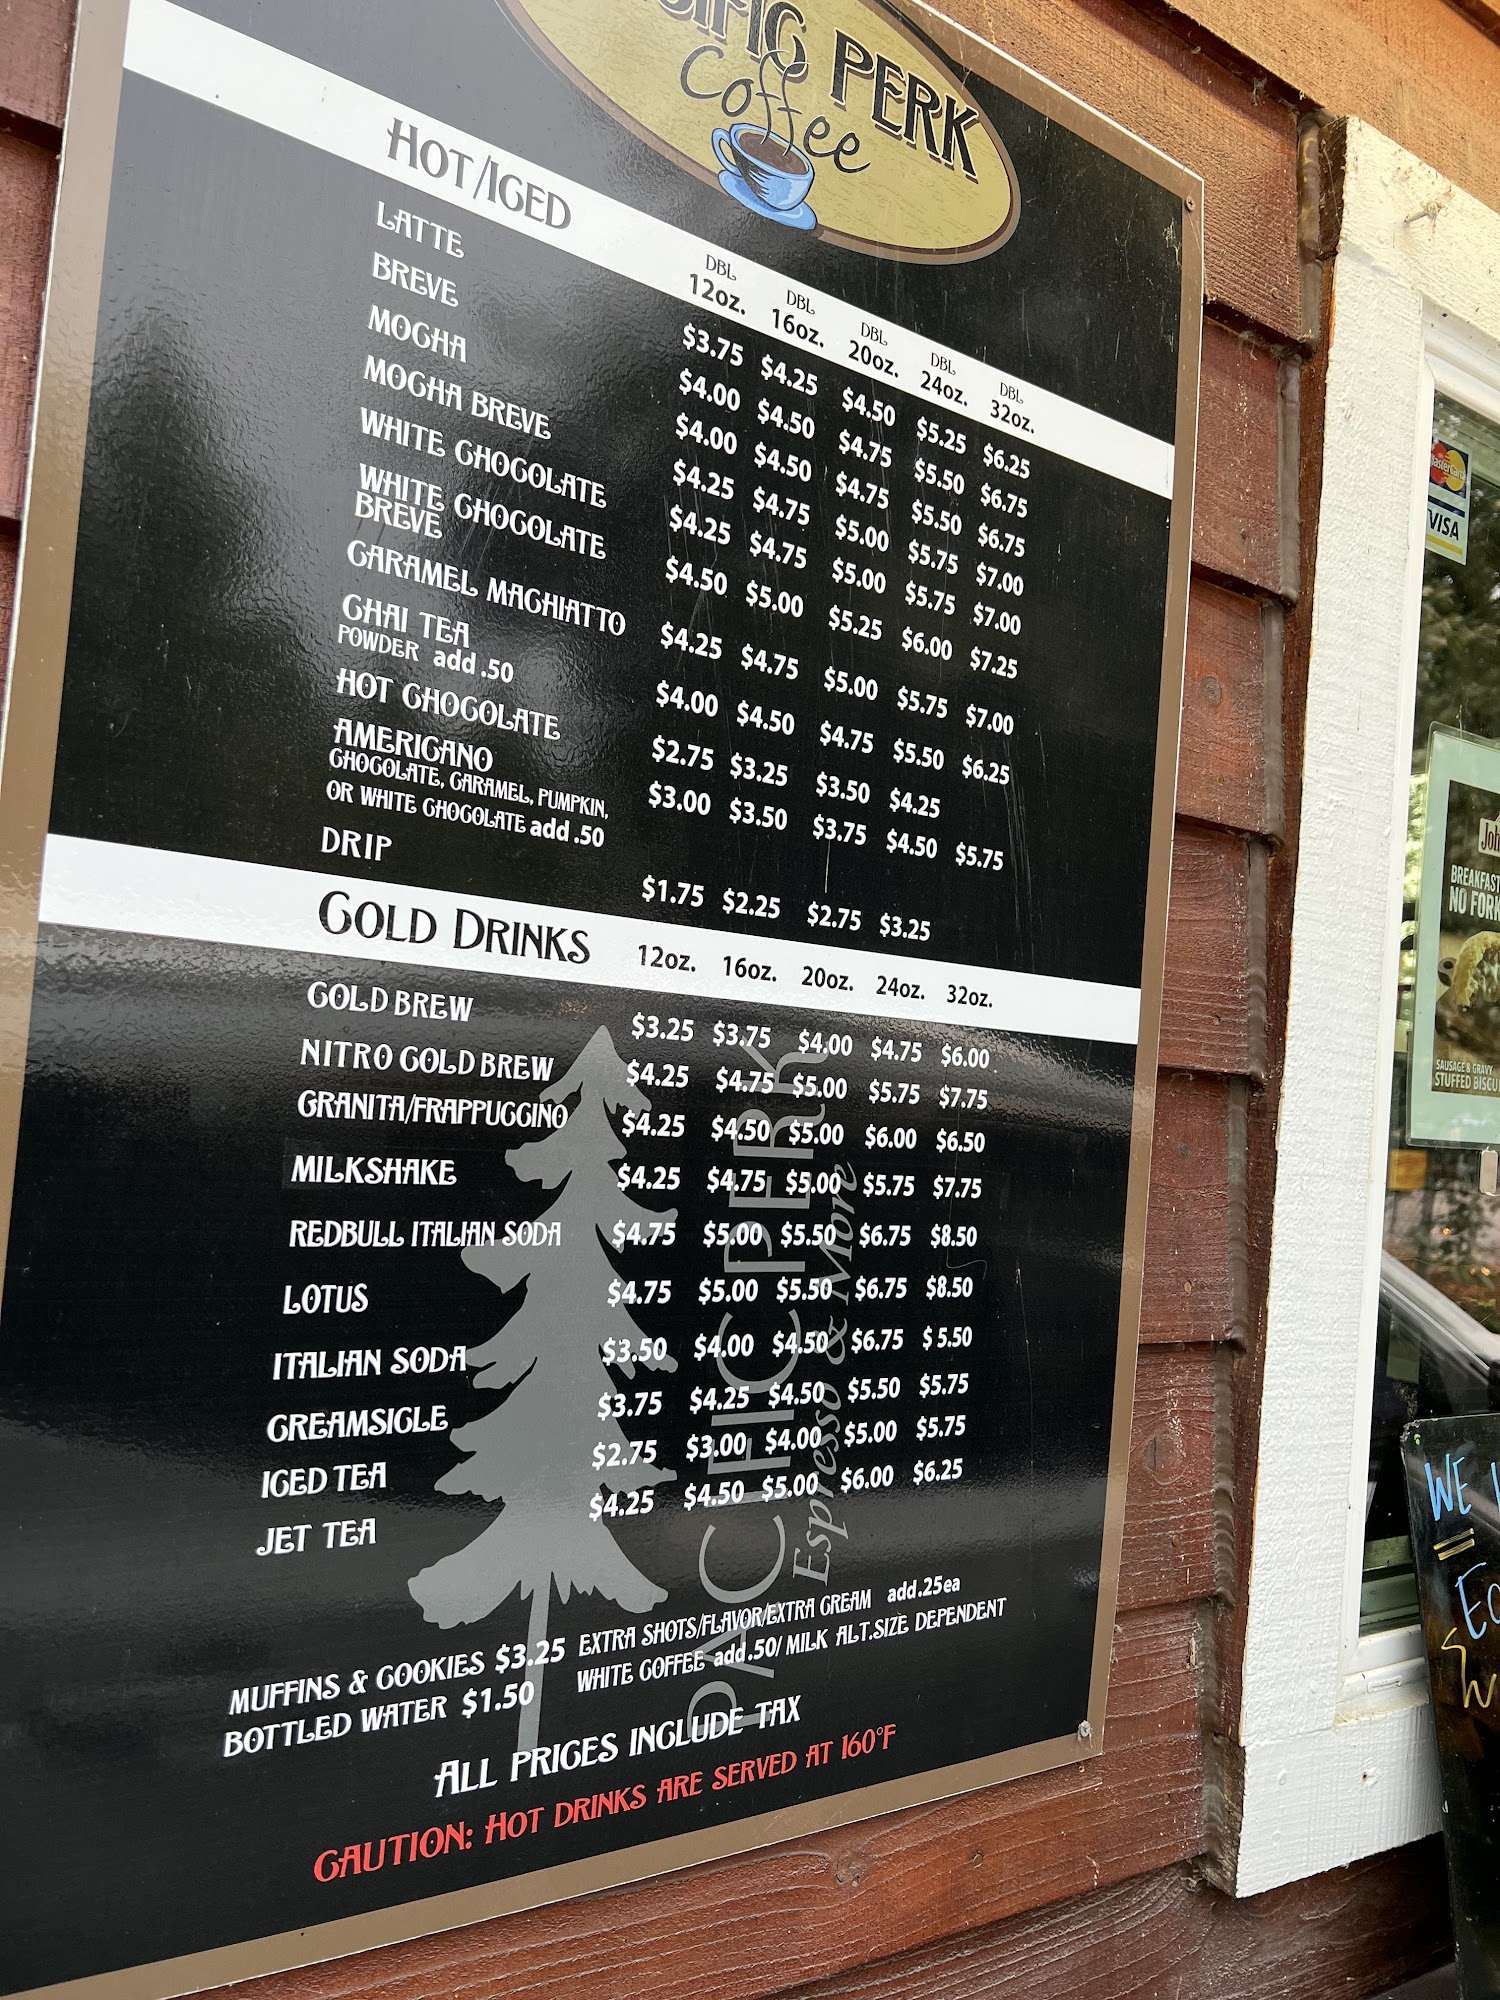 PERK
Coffee
HOT/ICED
DBL 12oz. DBL 16oz. DBL 20oz. DBL 24oz. DBL 32oz.
LATTE $3.75 $4.25 $4.50 $5.25 $6.25
BREVE $4.00 $4.50 $4.75 $5.50 $6.75
MOCHA $4.00 $4.50 $4.75 $5.50 $6.75
MOCHA BREVE $4.25 $4.75 $5.00 $5.75 $7.00
WHITE CHOCOLATE $4.25 $4.75 $5.00 $5.75 $7.00
WHITE CHOCOLATE $4.50 $5.00 $5.25 $6.00 $7.25
BREVE
CARAMEL MACHIATTO $4.25 $4.75 $5.00 $5.75 $7.00
CHAI TEA $4.00 $4.50 $4.75 $5.50 $6.25
POWDER add .50
HOT CHOCOLATE $2.75 $3.25 $3.50 $4.25
AMERICANO $3.00 $3.50 $3.75 $4.50 $5.75
CHOCOLATE, CARAMEL, PUMPKIN,
OR WHITE CHOCOLATE add .50
DRIP $1.75 $2.25 $2.75 $3.25
COLD DRINKS 12oz. 16oz. 20oz. 24oz. 32oz.
COLD BREW $3.25 $3.75 $4.00 $4.75 $6.00
NITRO COLD BREW $4.25 $4.75 $5.00 $5.75 $7.75
GRANITA/FRAPPUCCINO $4.25 $4.50 $5.00 $6.00 $6.50
MILKSHAKE $4.25 $4.75 $5.00 $5.75 $7.75
REDBULL ITALIAN SODA $4.75 $5.00 $5.50 $6.75 $8.50
LOTUS $4.75 $5.00 $5.50 $6.75 $8.50
ITALIAN SODA $3.50 $4.00 $4.50 $6.75 $5.50
CREAMSICLE $3.75 $4.25 $4.50 $5.50 $5.75
ICED TEA $2.75 $3.00 $4.00 $5.00 $5.75
JET TEA $4.25 $4.50 $5.00 $6.00 $6.25
PACIFIC PERK
Espresso & More
MUFFINS & COOKIES $3.25 EXTRA SHOTS/FLAVOR/EXTRA CREAM add .25ea
BOTTLED WATER $1.50 WHITE COFFEE add .50/ MILK ALT.SIZE DEPENDENT
ALL PRICES INCLUDE TAX
CAUTION: HOT DRINKS ARE SERVED AT 160°F
MasterCard
VISA
BREAKFAST
NO FORK
SAUSAGE & GRAVY
STUFFED
WE